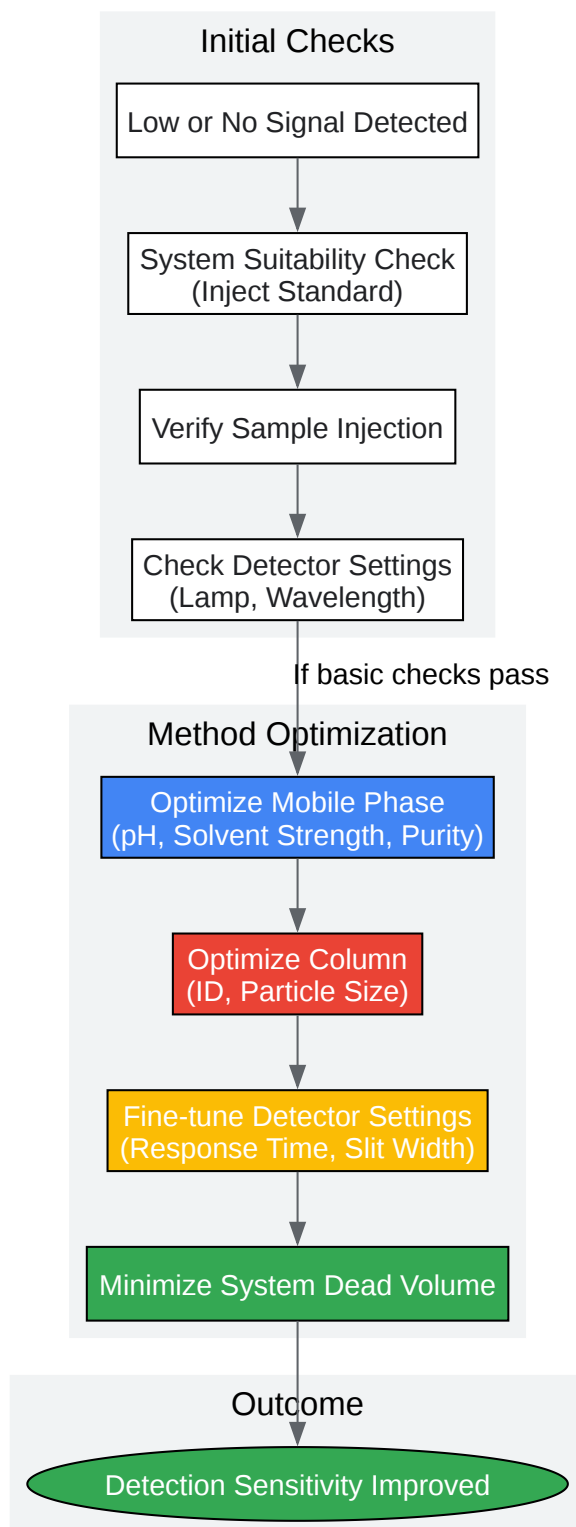 Initial Checks
Low or No Signal Detected
System Suitability Check
(Inject Standard)
Verify Sample Injection
Check Detector Settings
(Lamp, Wavelength)
If basic checks pass
Method Optimization
Optimize Mobile Phase
(pH, Solvent Strength, Purity)
Optimize Column
(ID, Particle Size)
Fine-tune Detector Settings
(Response Time, Slit Width)
Minimize System Dead Volume
Outcome
Detection Sensitivity Improved